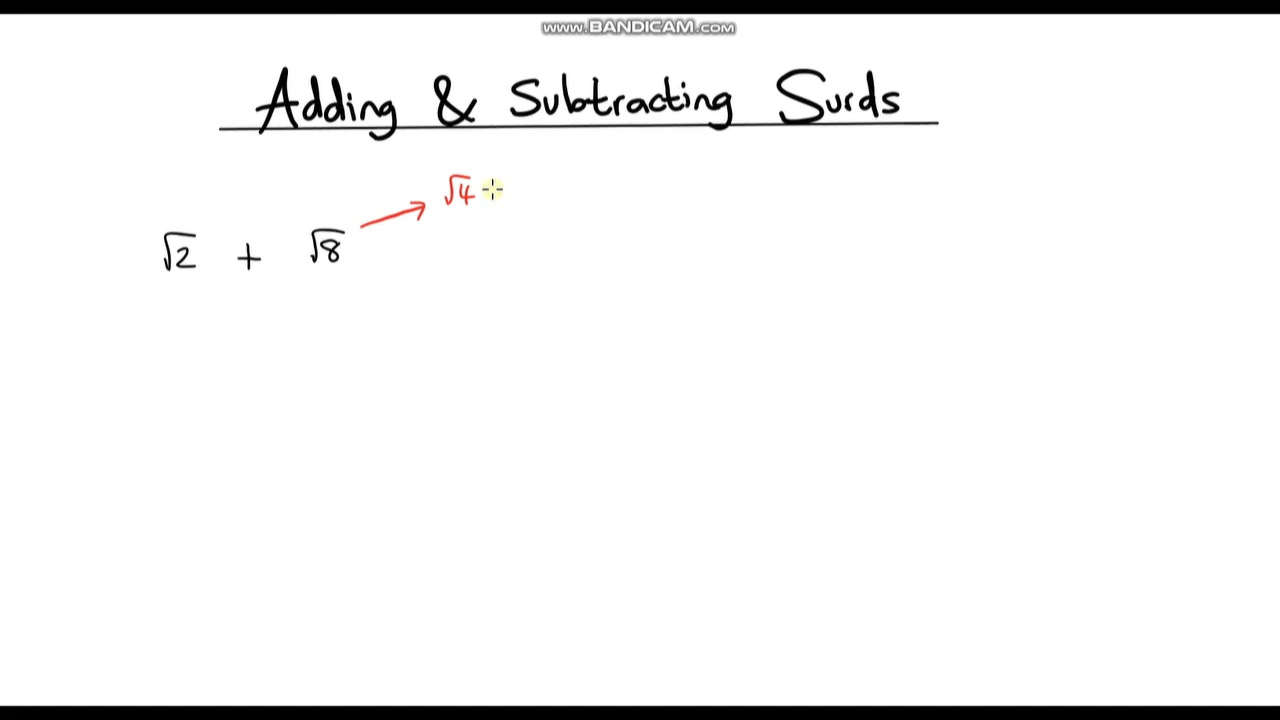 www.BANDICAM.com
Adding & Subtracting Surds
√4
√2 + √8